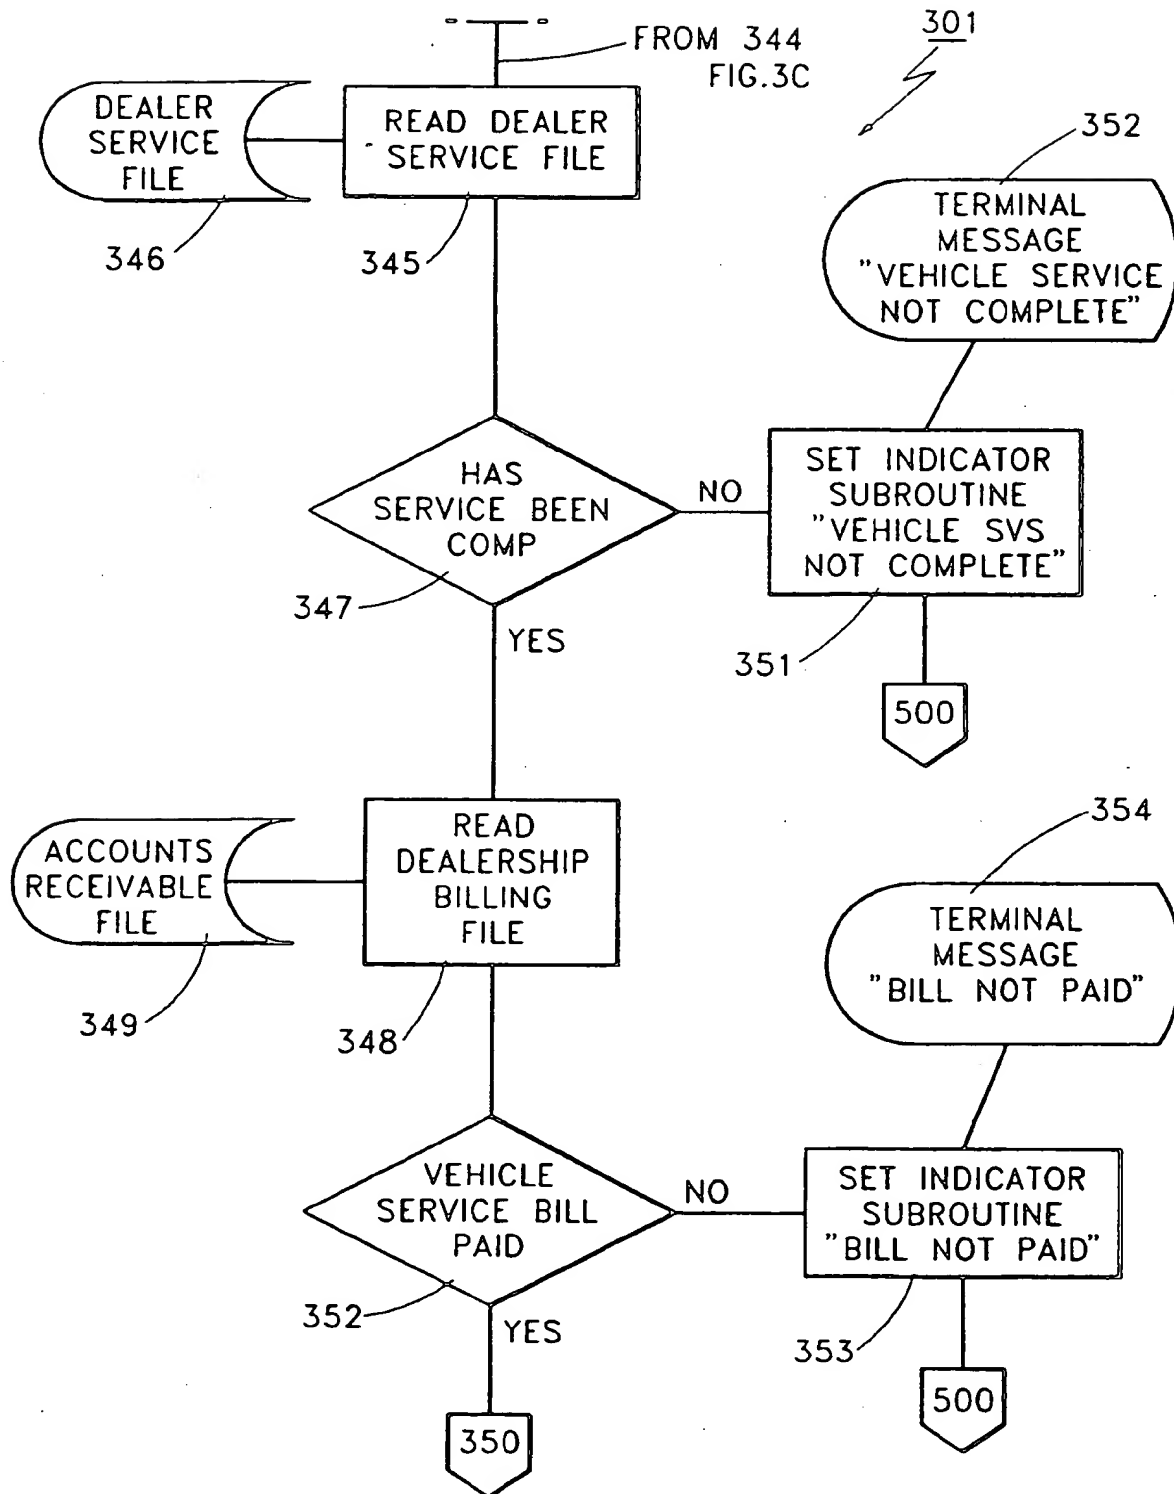 FROM 344
FIG.3C
301
DEALER
SERVICE
FILE
346
READ DEALER
SERVICE FILE
345
352
TERMINAL
MESSAGE
"VEHICLE SERVICE
NOT COMPLETE"
HAS
SERVICE BEEN
COMP
347
NO
YES
SET INDICATOR
SUBROUTINE
"VEHICLE SVS
NOT COMPLETE"
351
500
ACCOUNTS
RECEIVABLE
FILE
349
READ
DEALERSHIP
BILLING
FILE
348
354
TERMINAL
MESSAGE
"BILL NOT PAID"
VEHICLE
SERVICE BILL
PAID
352
NO
YES
SET INDICATOR
SUBROUTINE
"BILL NOT PAID"
353
500
350